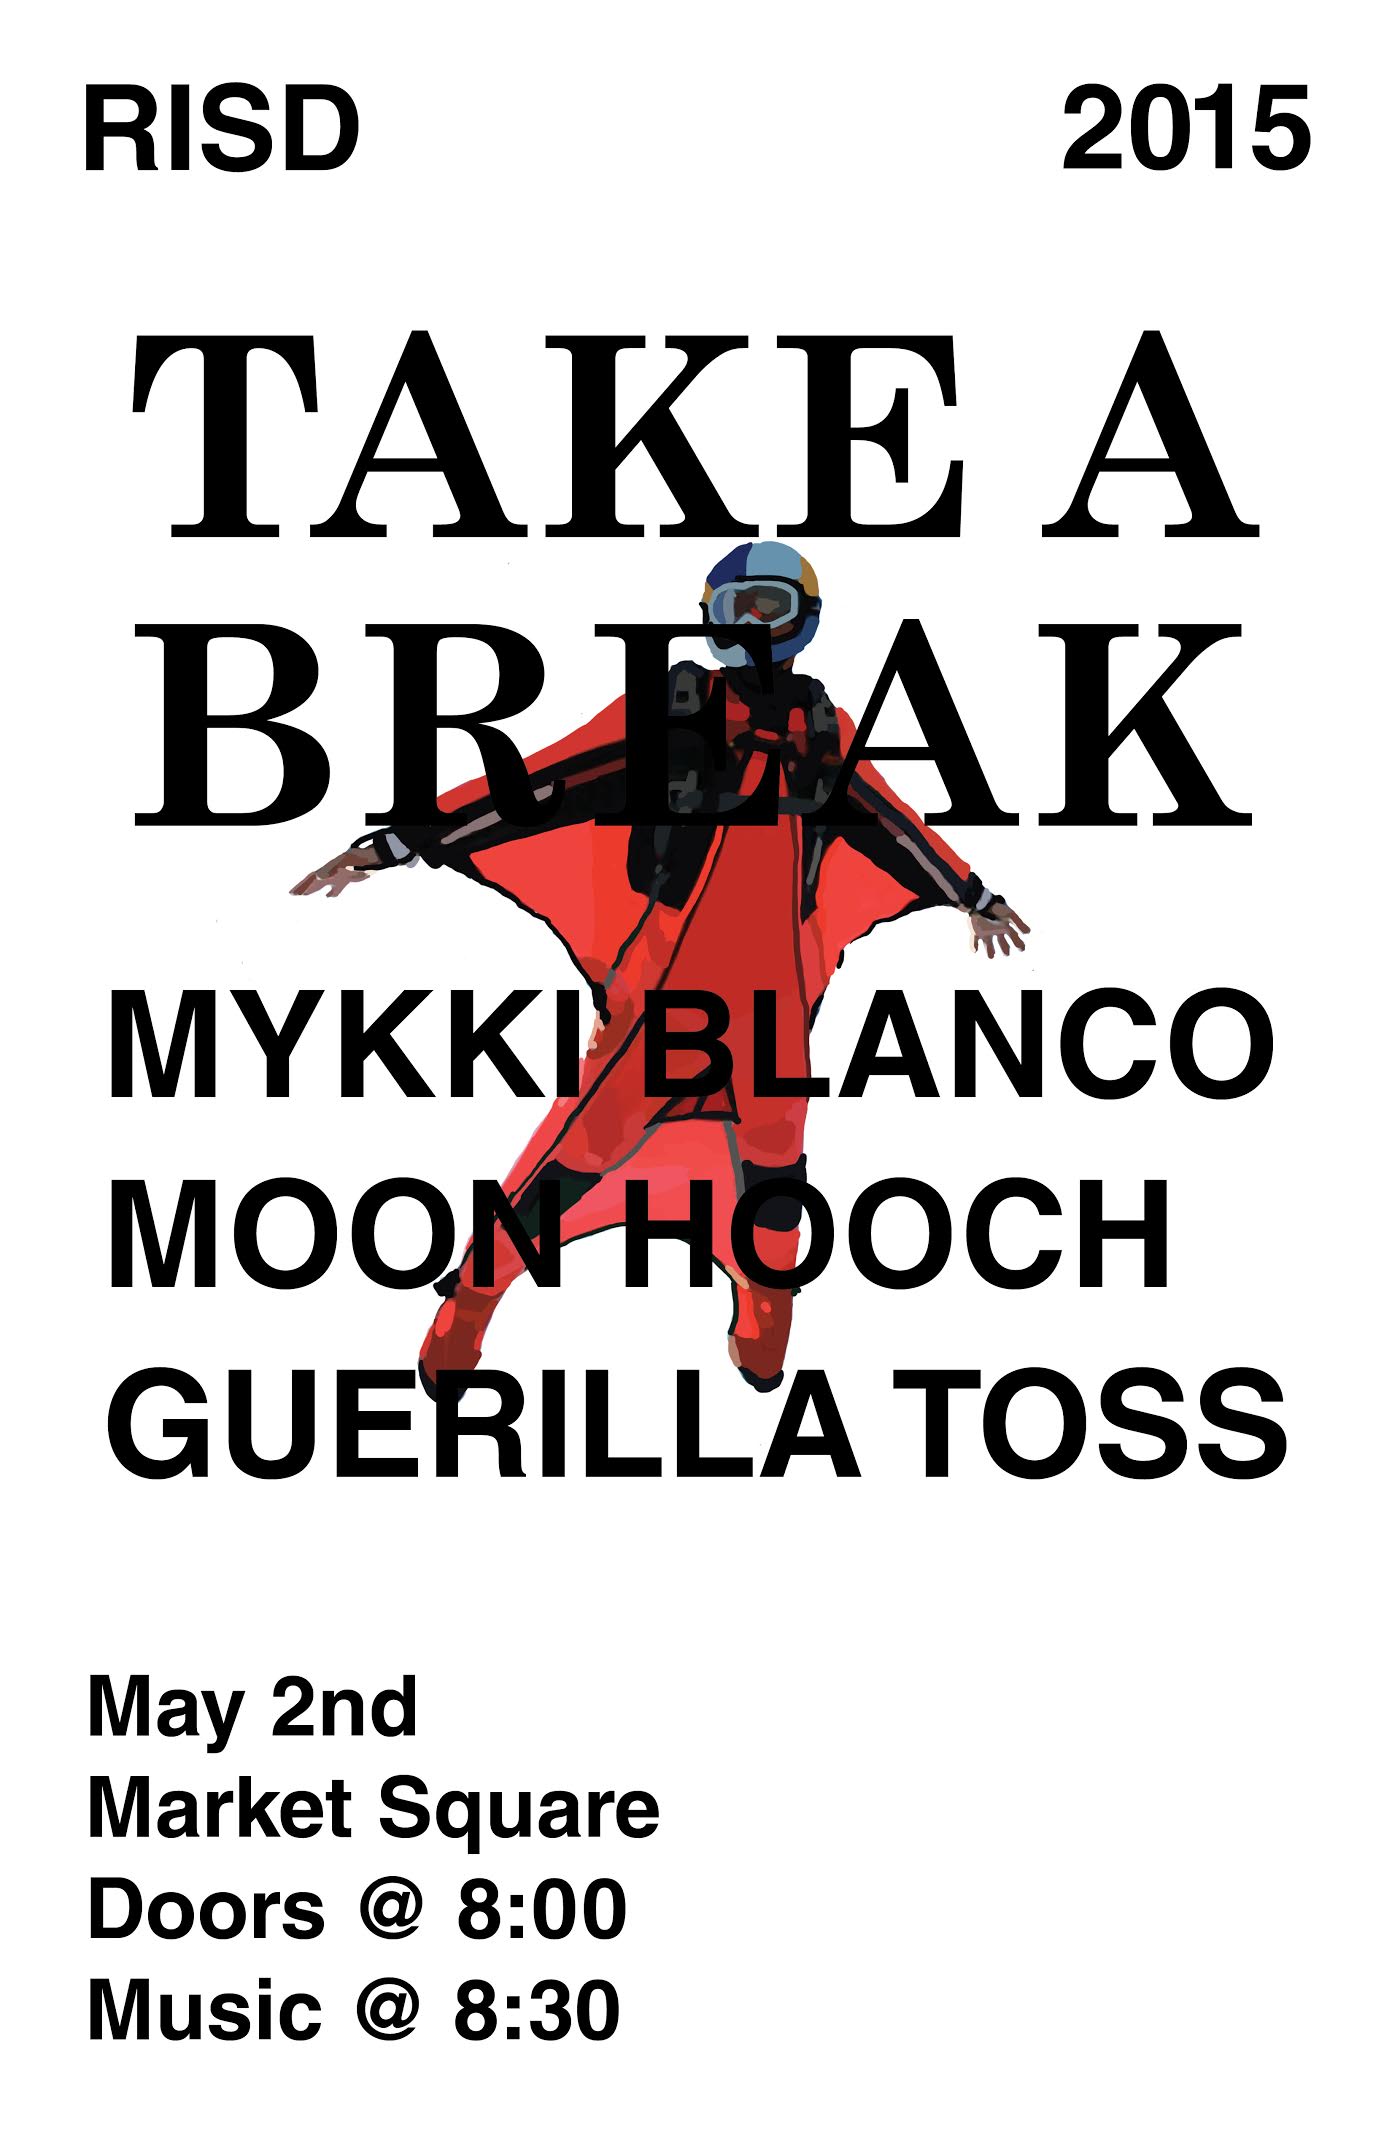 RISD 2015
TAKE A
BREAK
MYKKI BLANCO
MOON HOOCH
GUERILLA TOSS
May 2nd
Market Square
Doors @ 8:00
Music @ 8:30